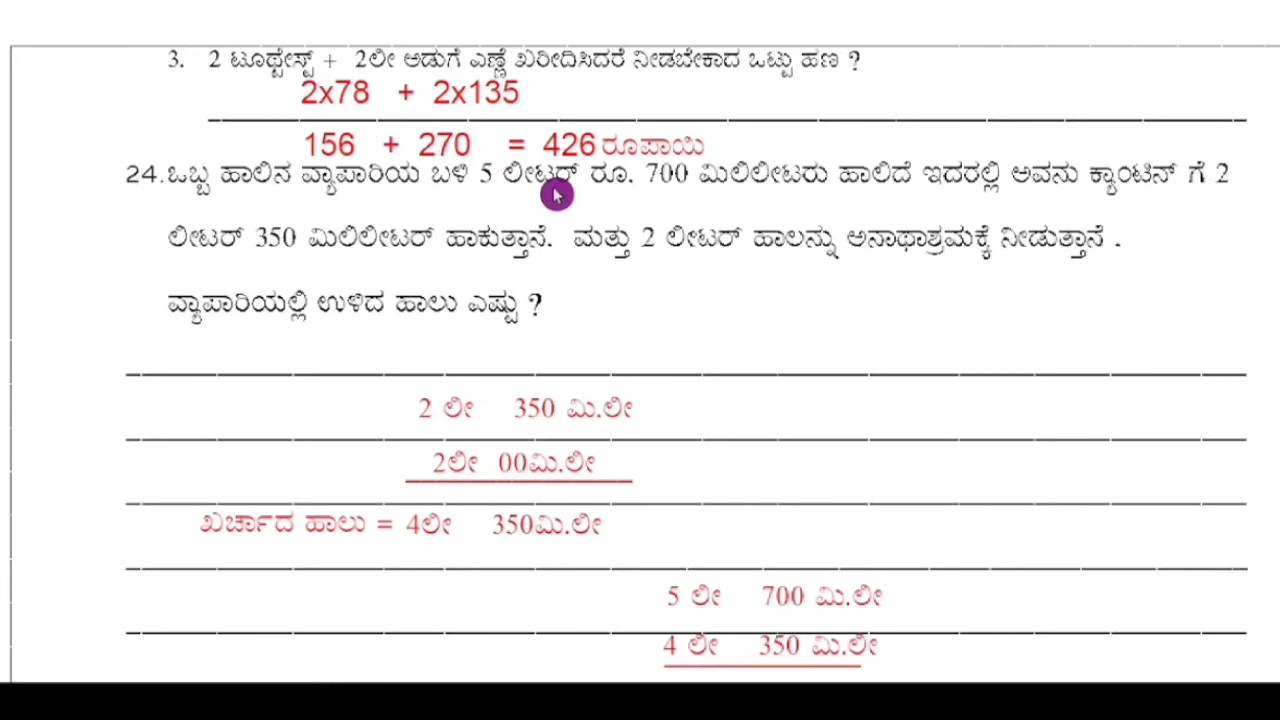 3. 2 ಟೂಥ್ಪೇಸ್ಟ್ + 2ಲೀ ಅಡುಗೆ ಎಣ್ಣೆ ಖರೀದಿಸಿದರೆ ನೀಡಬೇಕಾದ ಒಟ್ಟು ಹಣ ?
2x78 + 2x135
156 + 270 = 426 ರೂಪಾಯಿ
24. ಒಬ್ಬ ಹಾಲಿನ ವ್ಯಾಪಾರಿಯ ಬಳಿ 5 ಲೀಟರ್ ರೂ. 700 ಮಿಲಿಲೀಟರು ಹಾಲಿದೆ ಇದರಲ್ಲಿ ಅವನು ಕ್ಯಾಂಟಿನ್ ಗೆ 2
ಲೀಟರ್ 350 ಮಿಲಿಲೀಟರ್ ಹಾಕುತ್ತಾನೆ. ಮತ್ತು 2 ಲೀಟರ್ ಹಾಲನ್ನು ಅನಾಥಾಶ್ರಮಕ್ಕೆ ನೀಡುತ್ತಾನೆ .
ವ್ಯಾಪಾರಿಯಲ್ಲಿ ಉಳಿದ ಹಾಲು ಎಷ್ಟು ?
2 ಲೀ 350 ಮಿ.ಲೀ
2ಲೀ 00ಮಿ.ಲೀ
ಖರ್ಚಾದ ಹಾಲು = 4ಲೀ 350ಮಿ.ಲೀ
5 ಲೀ 700 ಮಿ.ಲೀ
4 ಲೀ 350 ಮಿ.ಲೀ